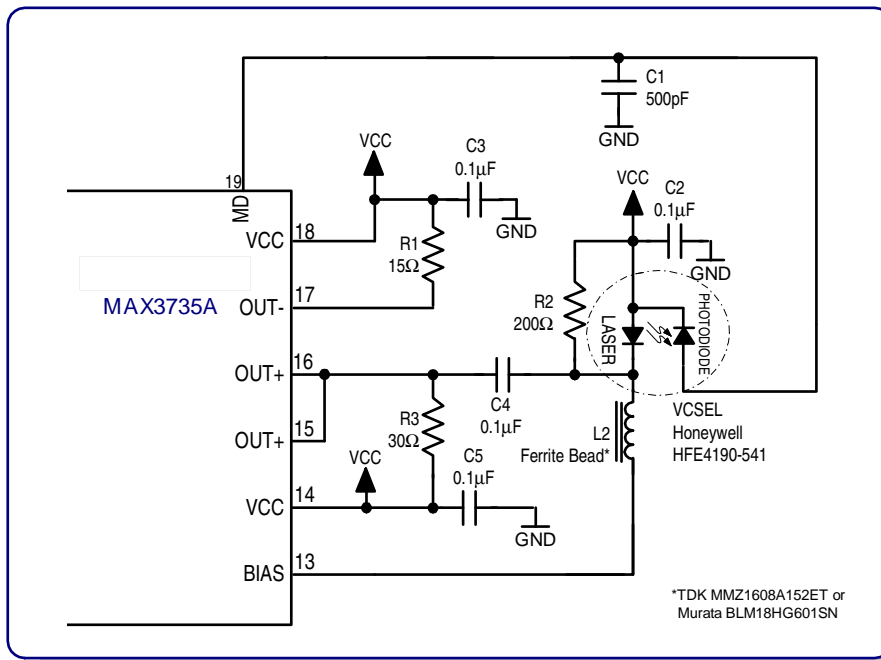 C1
500pF
GND
VCC
C3
0.1µF
GND
19
MD
VCC
18
R1
15Ω
VCC
C2
0.1µF
GND
MAX3735A
OUT-
17
R2
200Ω
LASER
PHOTODIODE
OUT+
16
C4
0.1µF
R3
30Ω
OUT+
15
L2
Ferrite Bead*
VCSEL
Honeywell
HFE4190-541
VCC
C5
0.1µF
GND
VCC
14
BIAS
13
*TDK MMZ1608A152ET or
Murata BLM18HG601SN